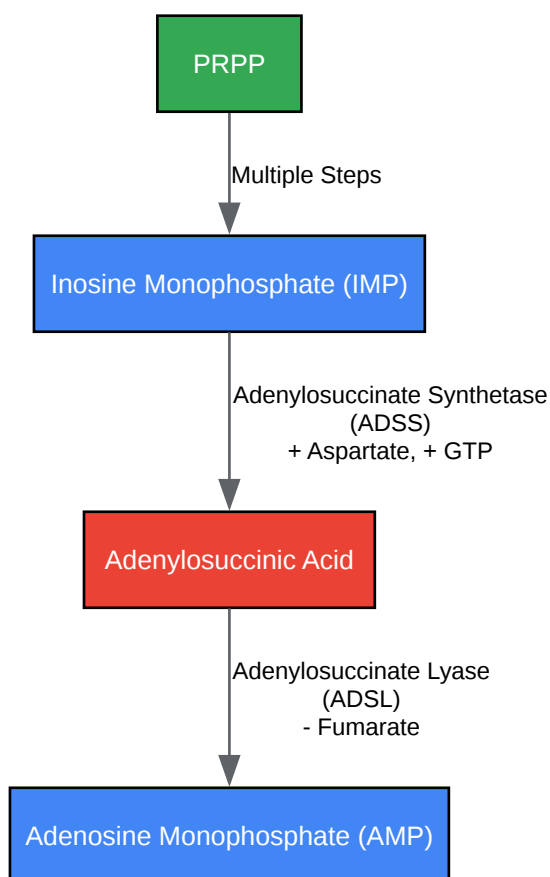 PRPP
Multiple Steps
Inosine Monophosphate (IMP)
Adenylosuccinate Synthetase
(ADSS)
+ Aspartate, + GTP
Adenylosuccinic Acid
Adenylosuccinate Lyase
(ADSL)
- Fumarate
Adenosine Monophosphate (AMP)